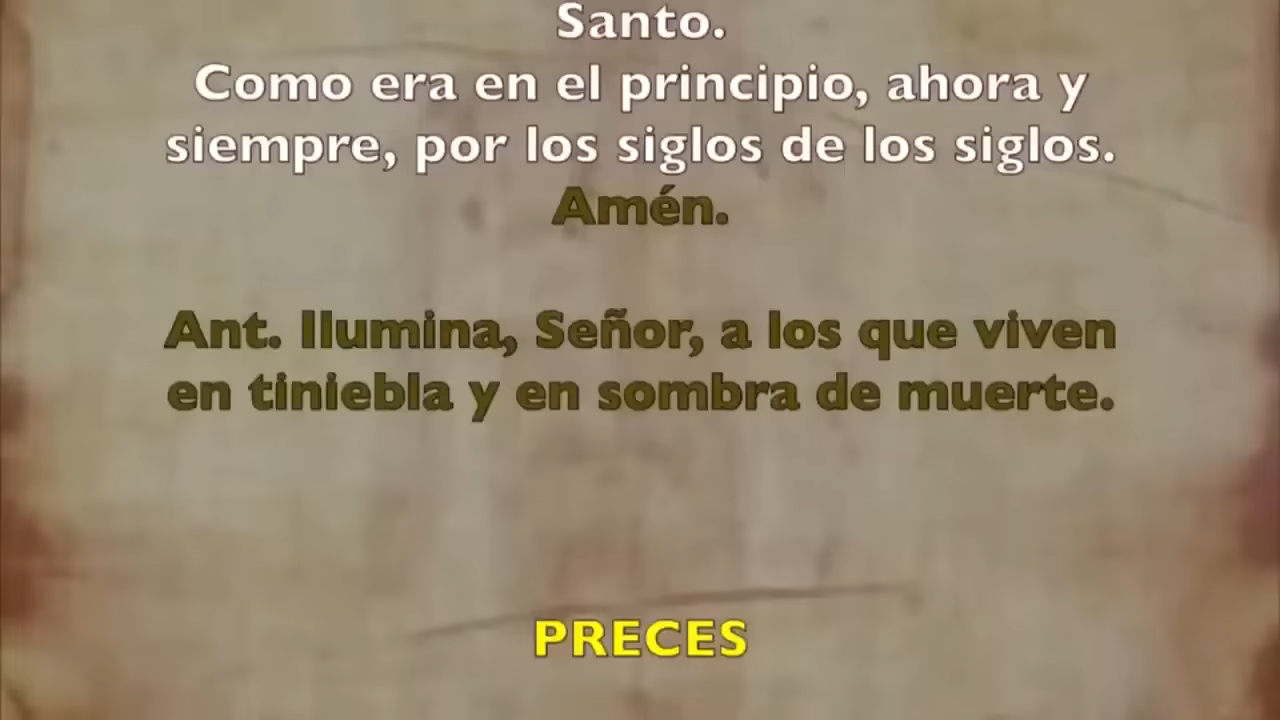 Santo.
Como era en el principio, ahora y
siempre, por los siglos de los siglos.
Amén.
Ant. Ilumina, Señor, a los que viven
en tiniebla y en sombra de muerte.
PRECES